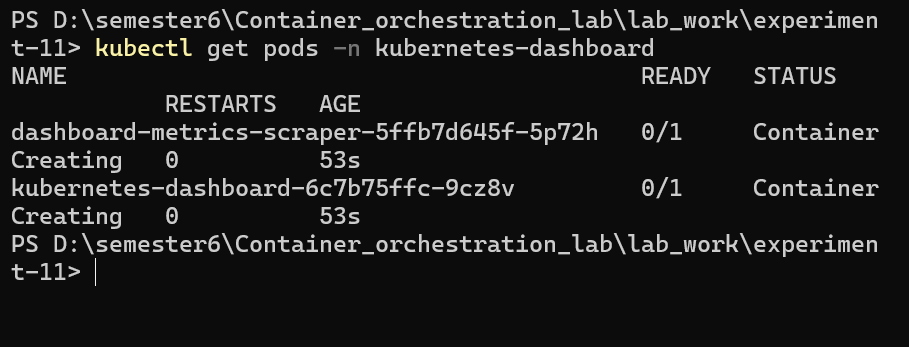 PS D:\semester6\Container_orchestration_lab\lab_work\experimen
t-11> kubectl get pods -n kubernetes-dashboard
NAME                                         READY   STATUS
           RESTARTS   AGE
dashboard-metrics-scraper-5ffb7d645f-5p72h   0/1     Container
Creating   0          53s
kubernetes-dashboard-6c7b75ffc-9cz8v         0/1     Container
Creating   0          53s
PS D:\semester6\Container_orchestration_lab\lab_work\experimen
t-11>